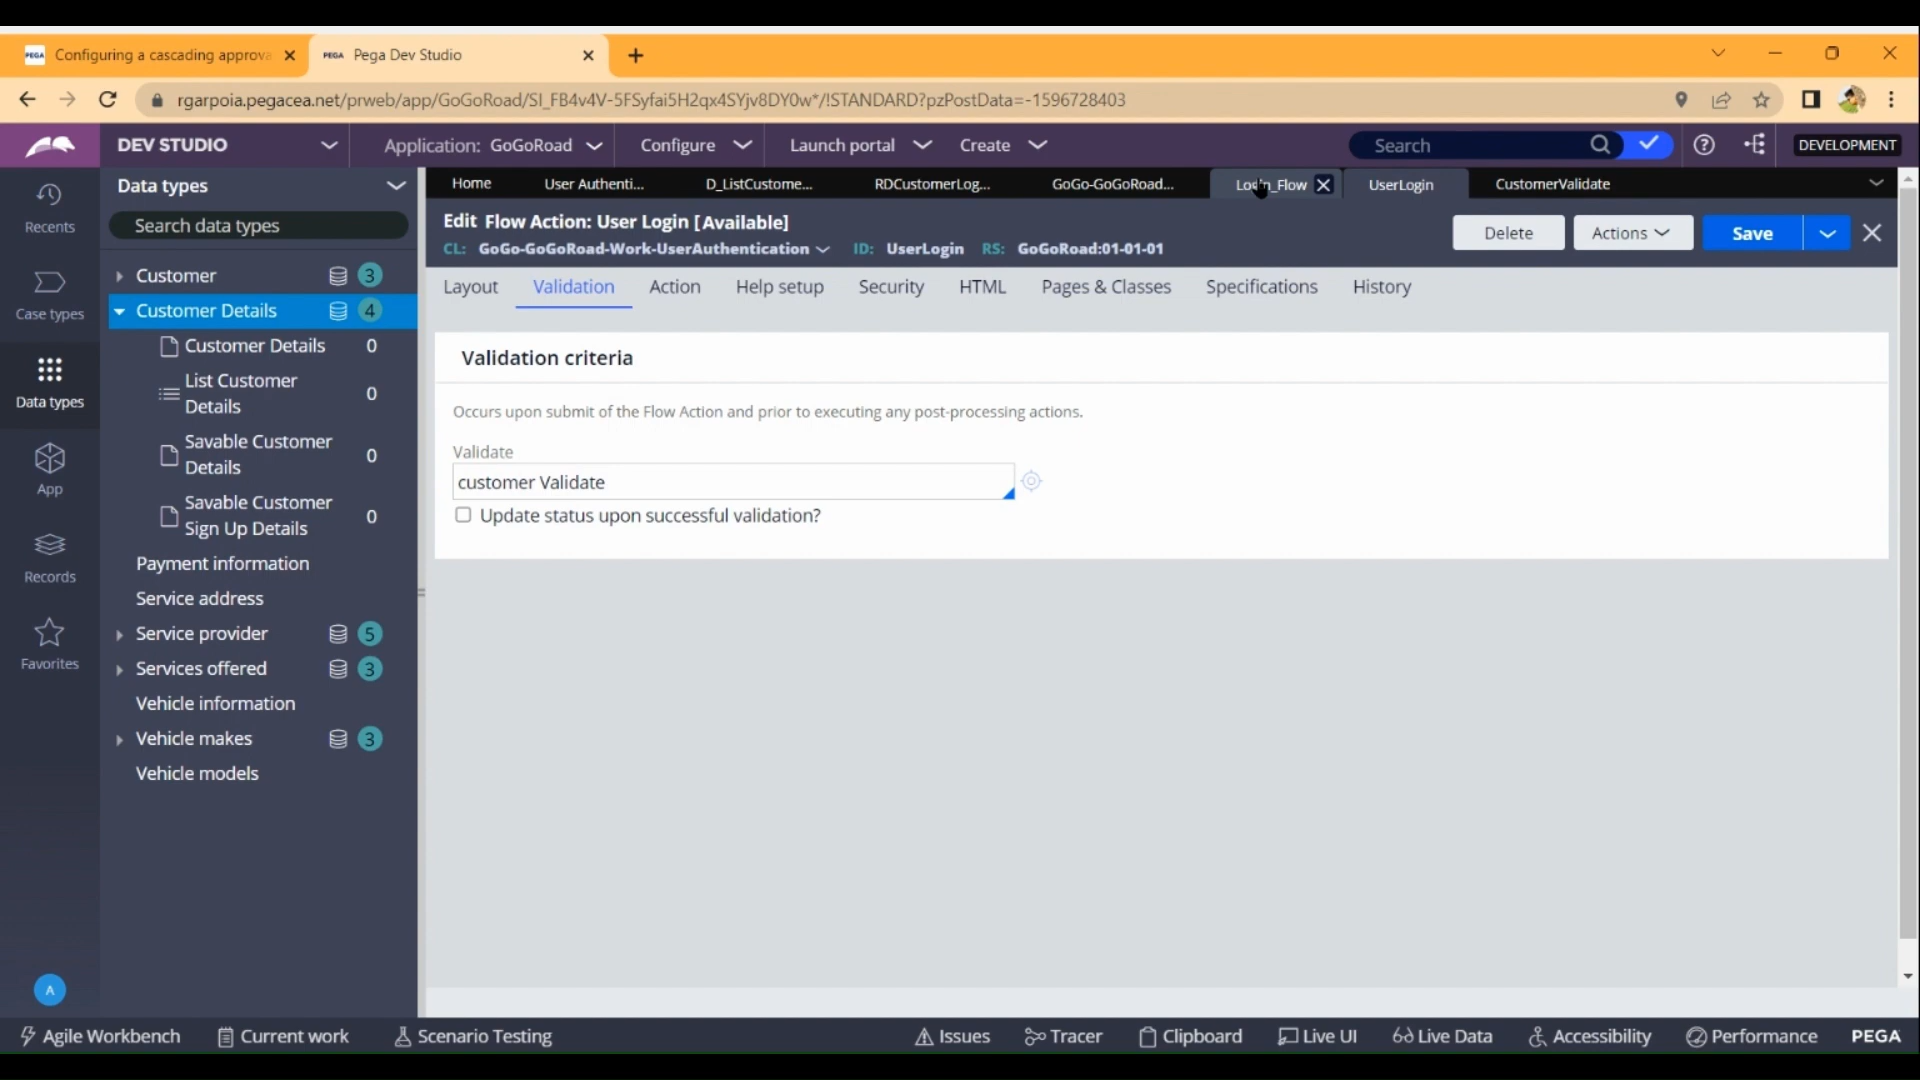 PEGA Configuring a cascading approva
PEGA Pega Dev Studio
rgarpoia.pegacea.net/prweb/app/GoGoRoad/SI_FB4v4V-5FSyfai5H2qx4SYjv8DY0w*/!STANDARD?pzPostData=-1596728403
DEV STUDIO
Application: GoGoRoad
Configure
Launch portal
Create
Search
DEVELOPMENT
Recents
Case types
Data types
App
Records
Favorites
A
Data types
Search data types
Customer 3
Customer Details 4
Customer Details 0
List Customer
Details 0
Savable Customer
Details 0
Savable Customer
Sign Up Details 0
Payment information
Service address
Service provider 5
Services offered 3
Vehicle information
Vehicle makes 3
Vehicle models
Home User Authenti... D_ListCustome... RDCustomerLog... GoGo-GoGoRoad... Login_Flow UserLogin CustomerValidate
Edit Flow Action: User Login [Available]
CL: GoGo-GoGoRoad-Work-UserAuthentication ID: UserLogin RS: GoGoRoad:01-01-01
Delete Actions Save
Layout Validation Action Help setup Security HTML Pages & Classes Specifications History
Validation criteria
Occurs upon submit of the Flow Action and prior to executing any post-processing actions.
Validate
customer Validate
Update status upon successful validation?
Agile Workbench Current work Scenario Testing Issues Tracer Clipboard Live UI Live Data Accessibility Performance PEGA